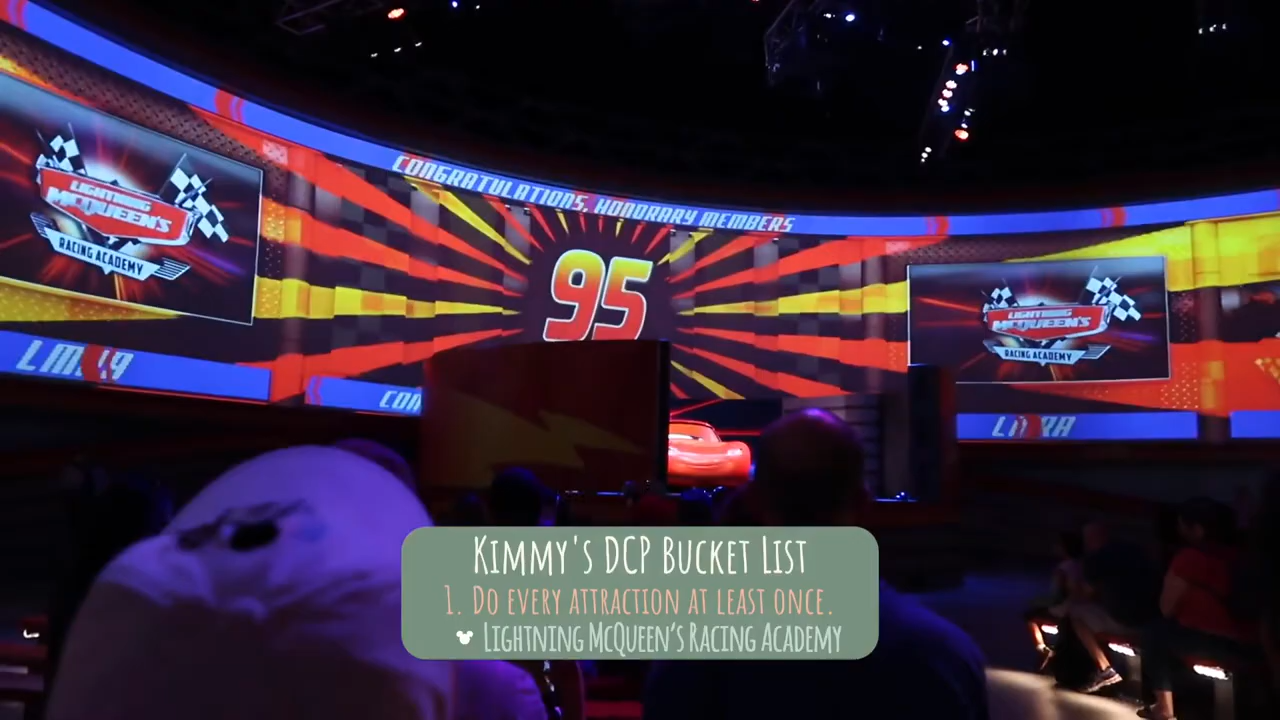 CONGRATULATIONS, HONORARY MEMBERS
LIGHTNING
McQUEEN'S
RACING ACADEMY
95
LIGHTNING
McQUEEN'S
RACING ACADEMY
KIMMY'S DCP BUCKET LIST
1. DO EVERY ATTRACTION AT LEAST ONCE.
LIGHTNING MCQUEEN'S RACING ACADEMY